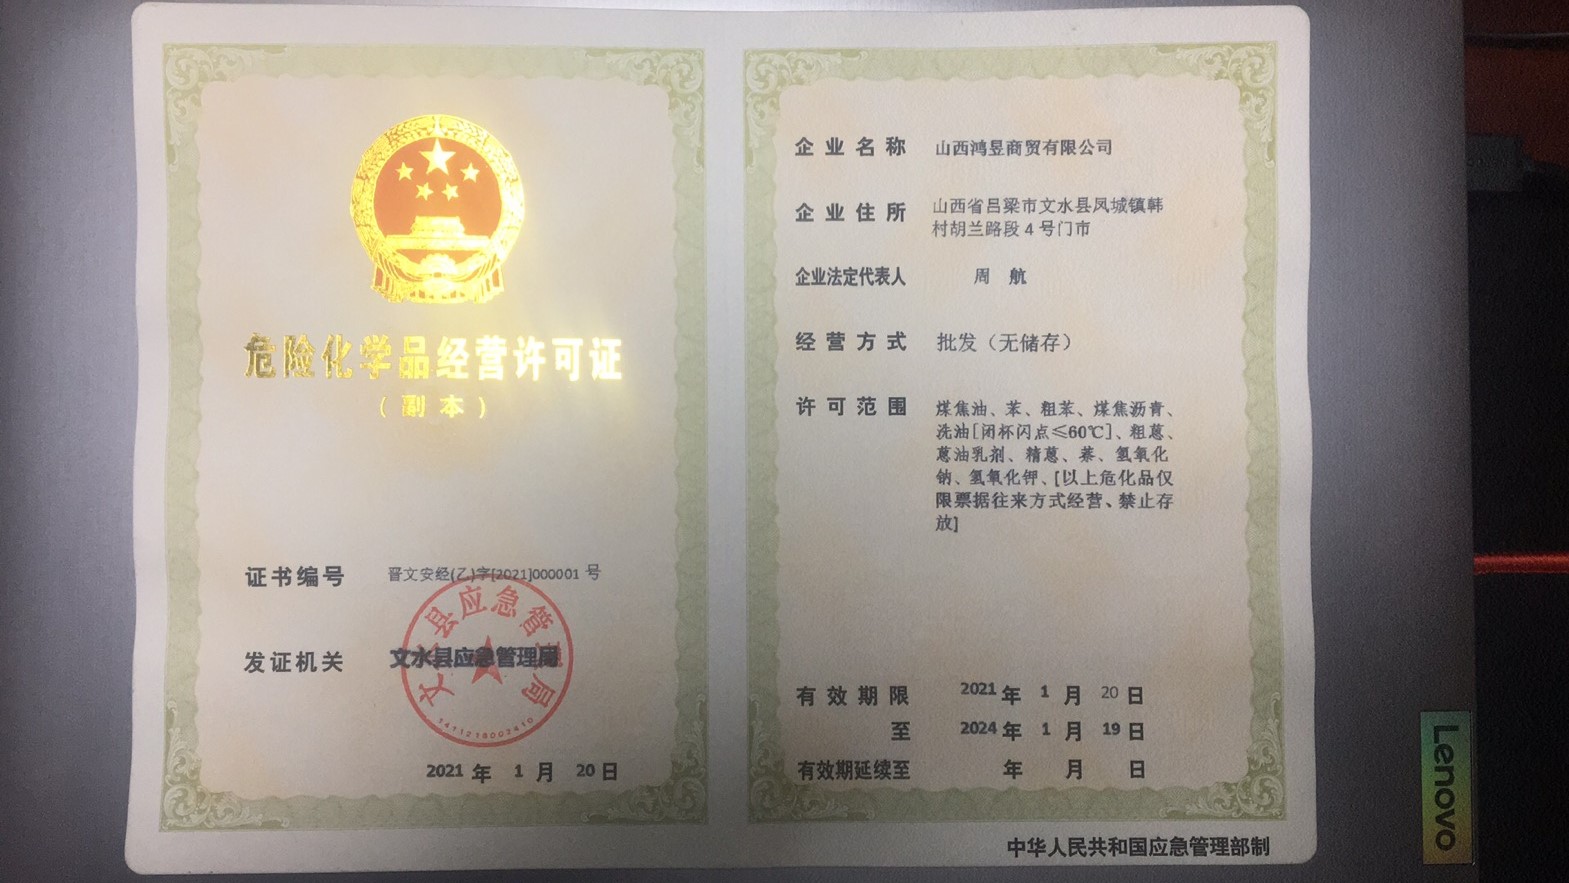 危险化学品经营许可证
（副本）
证书编号 晋文安经(乙)字[2021]000001 号
发证机关 文水县应急管理局
文水县应急管理局
2021 年 1 月 20 日
企业名称 山西鸿昱商贸有限公司
企业住所 山西省吕梁市文水县凤城镇韩
村胡兰路段 4 号门市
企业法定代表人 周 航
经营方式 批发（无储存）
许可范围 煤焦油、苯、粗苯、煤焦沥青、
洗油[闭杯闪点≤60℃]、粗蒽、
蒽油乳剂、精蒽、萘、氢氧化
钠、氢氧化钾、[以上危化品仅
限票据往来方式经营、禁止存
放]
有效期限 2021 年 1 月 20 日
至 2024 年 1 月 19 日
有效期延续至 年 月 日
中华人民共和国应急管理部制
Lenovo